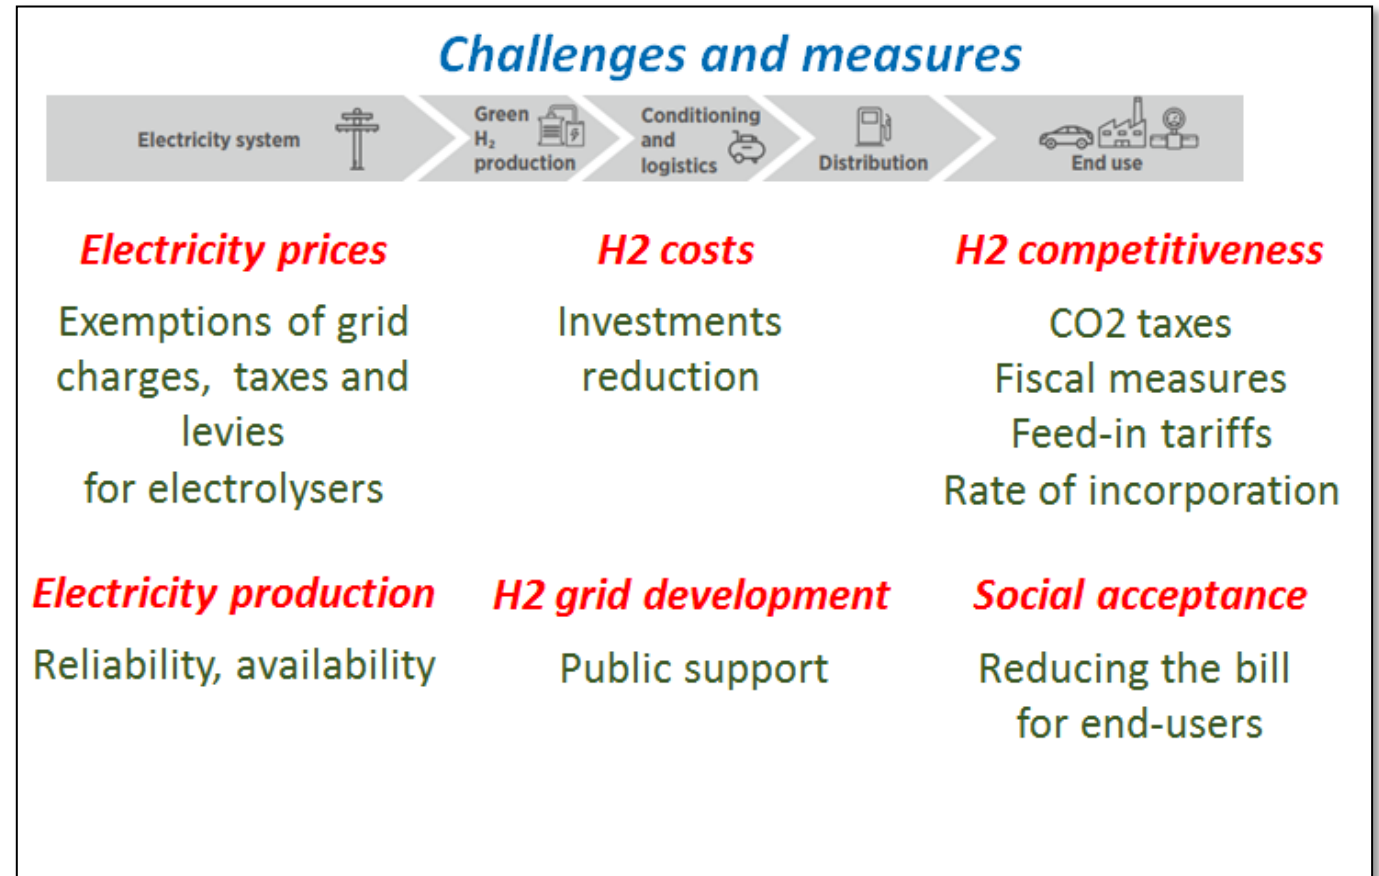 Challenges and measures
Electricity system
Green
H₂
production
Conditioning
and
logistics
Distribution
End use
Electricity prices
Exemptions of grid
charges, taxes and
levies
for electrolysers
H2 costs
Investments
reduction
H2 competitiveness
CO2 taxes
Fiscal measures
Feed-in tariffs
Rate of incorporation
Electricity production
Reliability, availability
H2 grid development
Public support
Social acceptance
Reducing the bill
for end-users